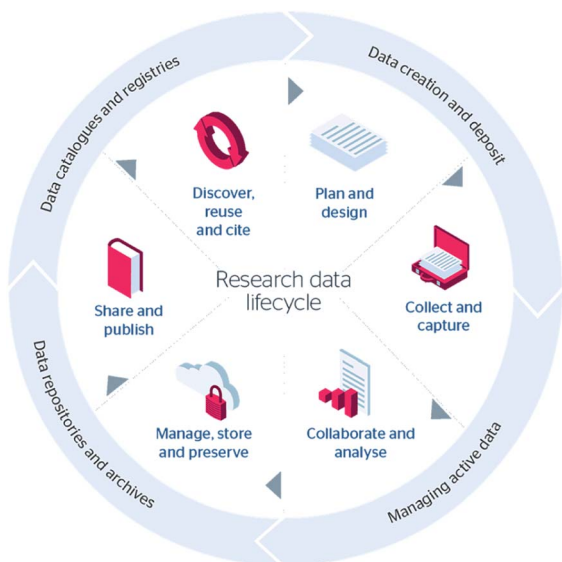 Data catalogues and registries
Data creation and deposit
Discover,
reuse
and cite
Plan and
design
Research data
lifecycle
Share and
publish
Collect and
capture
Manage, store
and preserve
Collaborate and
analyse
Data repositories and archives
Managing active data